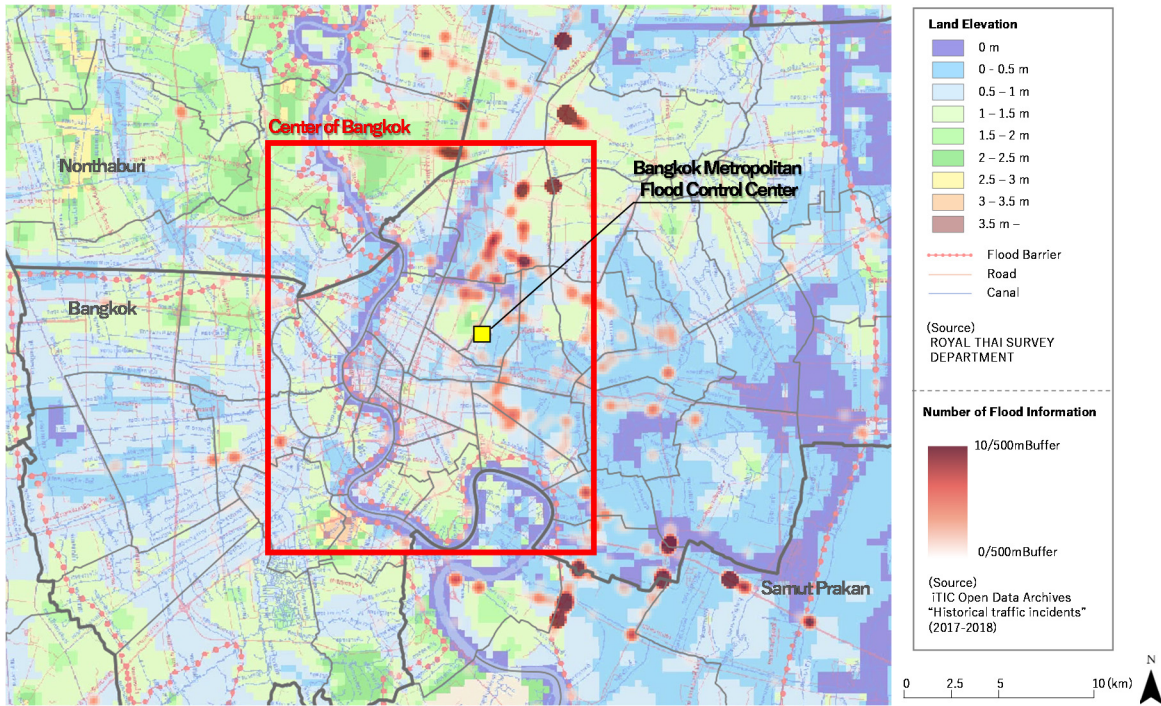 Center of Bangkok
Nonthaburi
Bangkok Metropolitan
Flood Control Center
Bangkok
Samut Prakan
Land Elevation
0 m
0 - 0.5 m
0.5 – 1 m
1 – 1.5 m
1.5 – 2 m
2 – 2.5 m
2.5 – 3 m
3 – 3.5 m
3.5 m –
Flood Barrier
Road
Canal
(Source)
ROYAL THAI SURVEY
DEPARTMENT
Number of Flood Information
10/500mBuffer
0/500mBuffer
(Source)
iTIC Open Data Archives
“Historical traffic incidents”
(2017-2018)
N
0 2.5 5 10 (km)